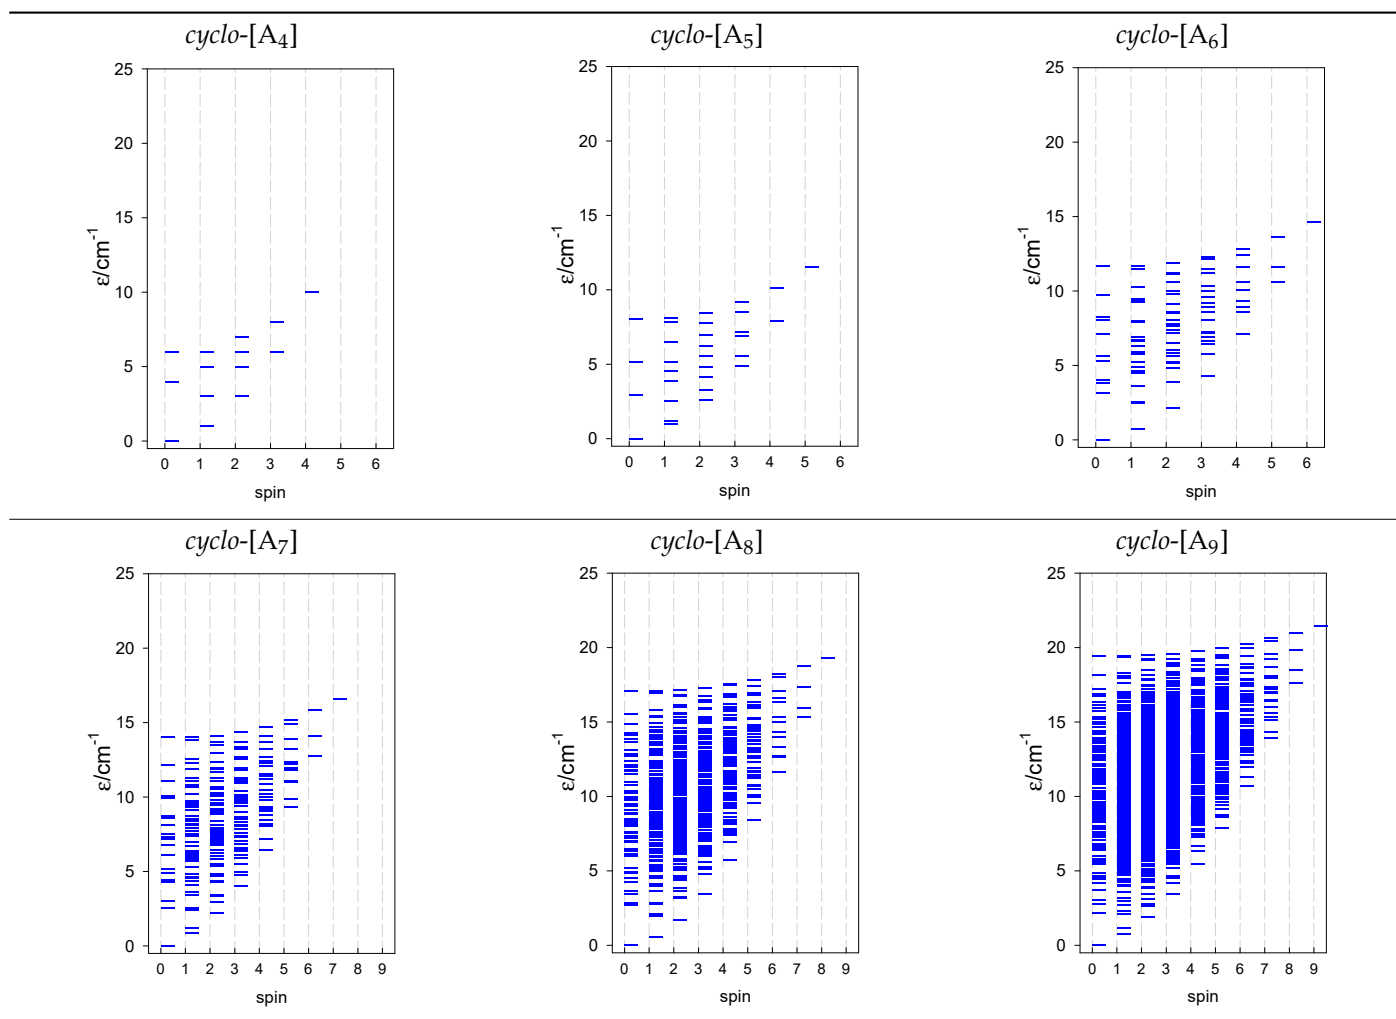 cyclo-[A4] cyclo-[A5] cyclo-[A6]
25 25 25
20 20 20
15 15 15
10 10 10
5 5 5
0 0 0
ε/cm-1 ε/cm-1 ε/cm-1
0 1 2 3 4 5 6 0 1 2 3 4 5 6 0 1 2 3 4 5 6
spin spin spin
cyclo-[A7] cyclo-[A8] cyclo-[A9]
25 25 25
20 20 20
15 15 15
10 10 10
5 5 5
0 0 0
ε/cm-1 ε/cm-1 ε/cm-1
0 1 2 3 4 5 6 7 8 9 0 1 2 3 4 5 6 7 8 9 0 1 2 3 4 5 6 7 8 9
spin spin spin